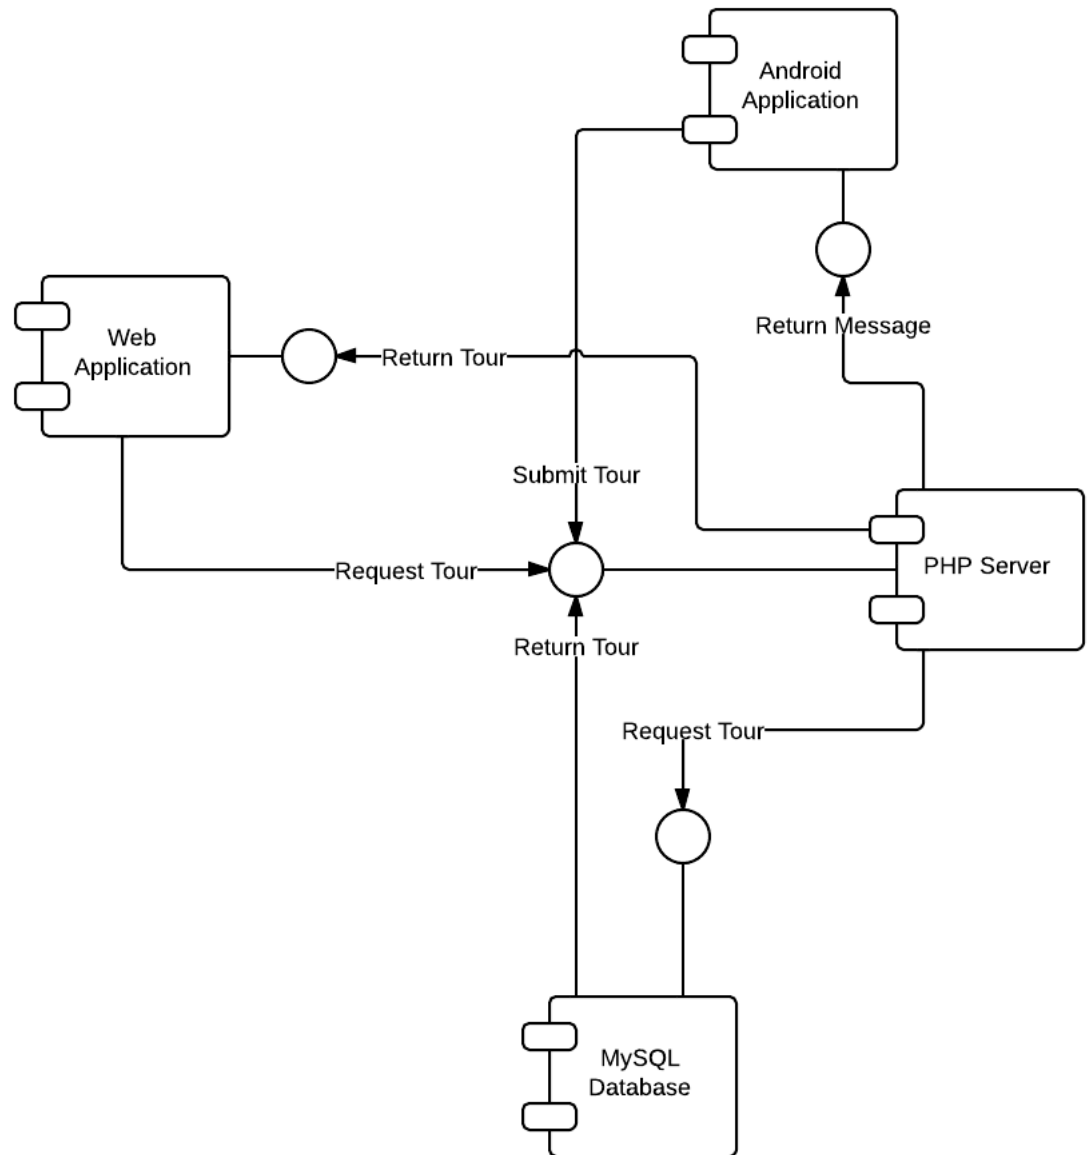 Android
Application
Return Message
Web
Application
Return Tour
Submit Tour
PHP Server
Request Tour
Return Tour
Request Tour
MySQL
Database